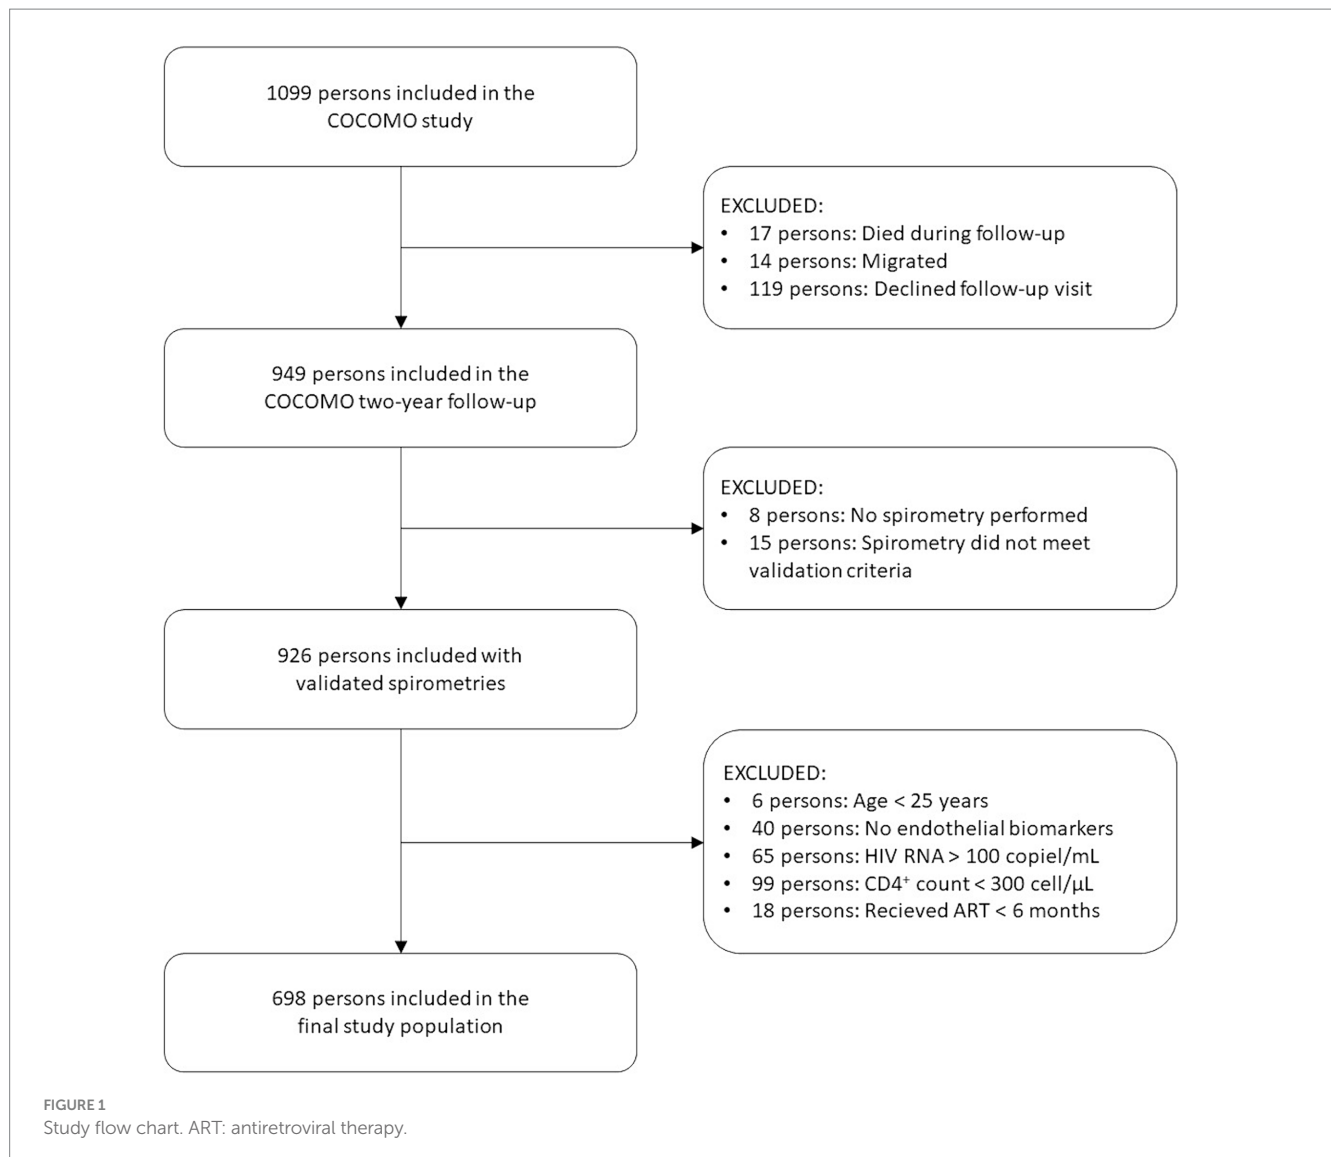 1099 persons included in the
COCOMO study
EXCLUDED:
• 17 persons: Died during follow-up
• 14 persons: Migrated
• 119 persons: Declined follow-up visit
949 persons included in the
COCOMO two-year follow-up
EXCLUDED:
• 8 persons: No spirometry performed
• 15 persons: Spirometry did not meet
validation criteria
926 persons included with
validated spirometries
EXCLUDED:
• 6 persons: Age < 25 years
• 40 persons: No endothelial biomarkers
• 65 persons: HIV RNA > 100 copiel/mL
• 99 persons: CD4⁺ count < 300 cell/µL
• 18 persons: Recieved ART < 6 months
698 persons included in the
final study population
FIGURE 1
Study flow chart. ART: antiretroviral therapy.